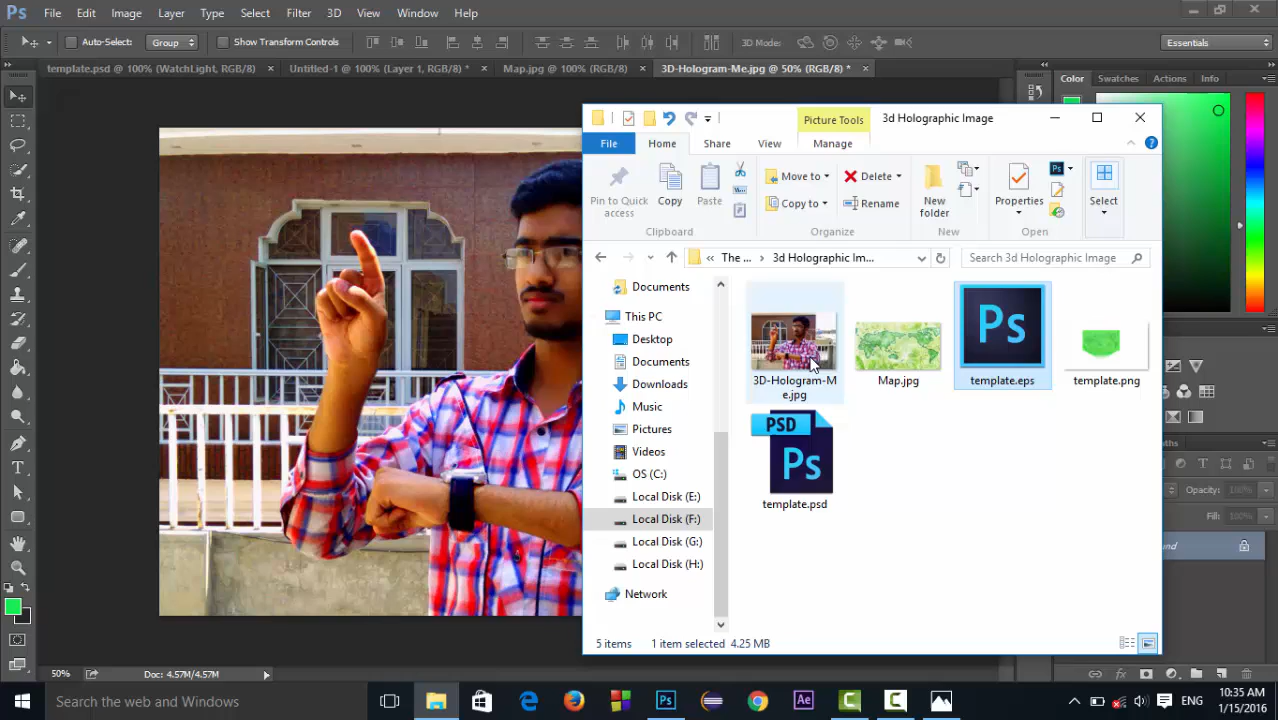 Ps File Edit Image Layer Type Select Filter 3D View Window Help
Auto-Select: Group Show Transform Controls 3D Mode: Essentials
template.psd @ 100% (WatchLight, RGB/8) × Untitled-1 @ 100% (Layer 1, RGB/8) * × Map.jpg @ 100% (RGB/8) × 3D-Hologram-Me.jpg @ 50% (RGB/8) * × Color Swatches Actions Info
Picture Tools 3d Holographic Image
File Home Share View Manage
Move to Delete
Pin to Quick access
Copy
Paste
Copy to Rename
New folder
Properties
Select
Clipboard Organize New Open
« The ... › 3d Holographic Im... Search 3d Holographic Image
Documents
This PC
Desktop
Documents
Downloads
Music
Pictures
Videos
OS (C:)
Local Disk (E:)
Local Disk (F:)
Local Disk (G:)
Local Disk (H:)
Network
Ps
3D-Hologram-M
e.jpg
Map.jpg
template.eps
template.png
PSD
Ps
template.psd
5 items 1 item selected 4.25 MB
Opacity: 100%
Fill: 100%
50% Doc: 4.57M/4.57M
Search the web and Windows
Ps
Ae
ENG
10:35 AM
1/15/2016